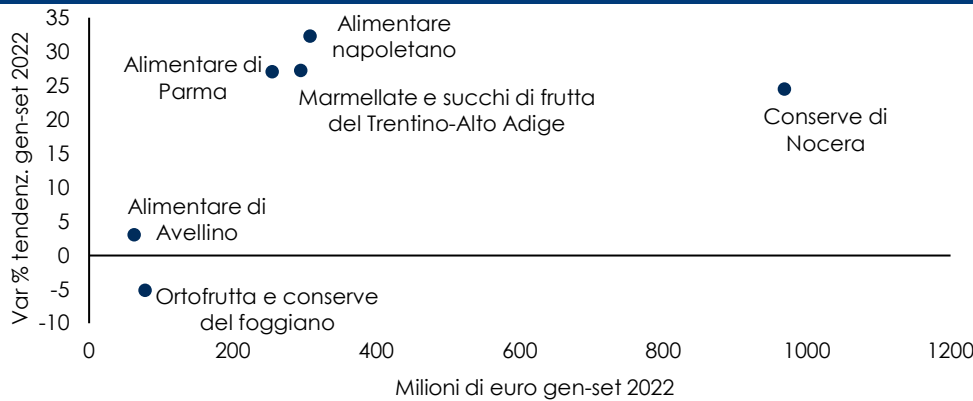 35
30
25
20
15
10
5
0
-5
-10
Var % tendenz. gen-set 2022
Alimentare
napoletano
Alimentare di
Parma
Marmellate e succhi di frutta
del Trentino-Alto Adige
Conserve di
Nocera
Alimentare di
Avellino
Ortofrutta e conserve
del foggiano
0 200 400 600 800 1000 1200
Milioni di euro gen-set 2022